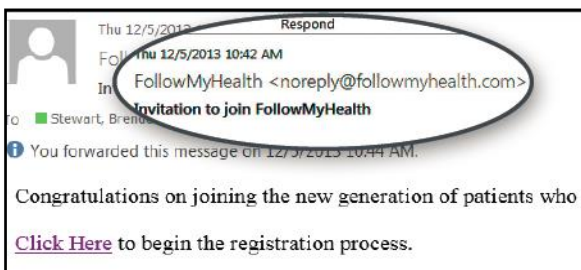 Respond
Thu 12/5/2013
Thu 12/5/2013 10:42 AM
Fol
FollowMyHealth <noreply@followmyhealth.com>
In
Invitation to join FollowMyHealth
To Stewart, Brend
You forwarded this message on 12/5/2013 10:44 AM.
Congratulations on joining the new generation of patients who
Click Here to begin the registration process.